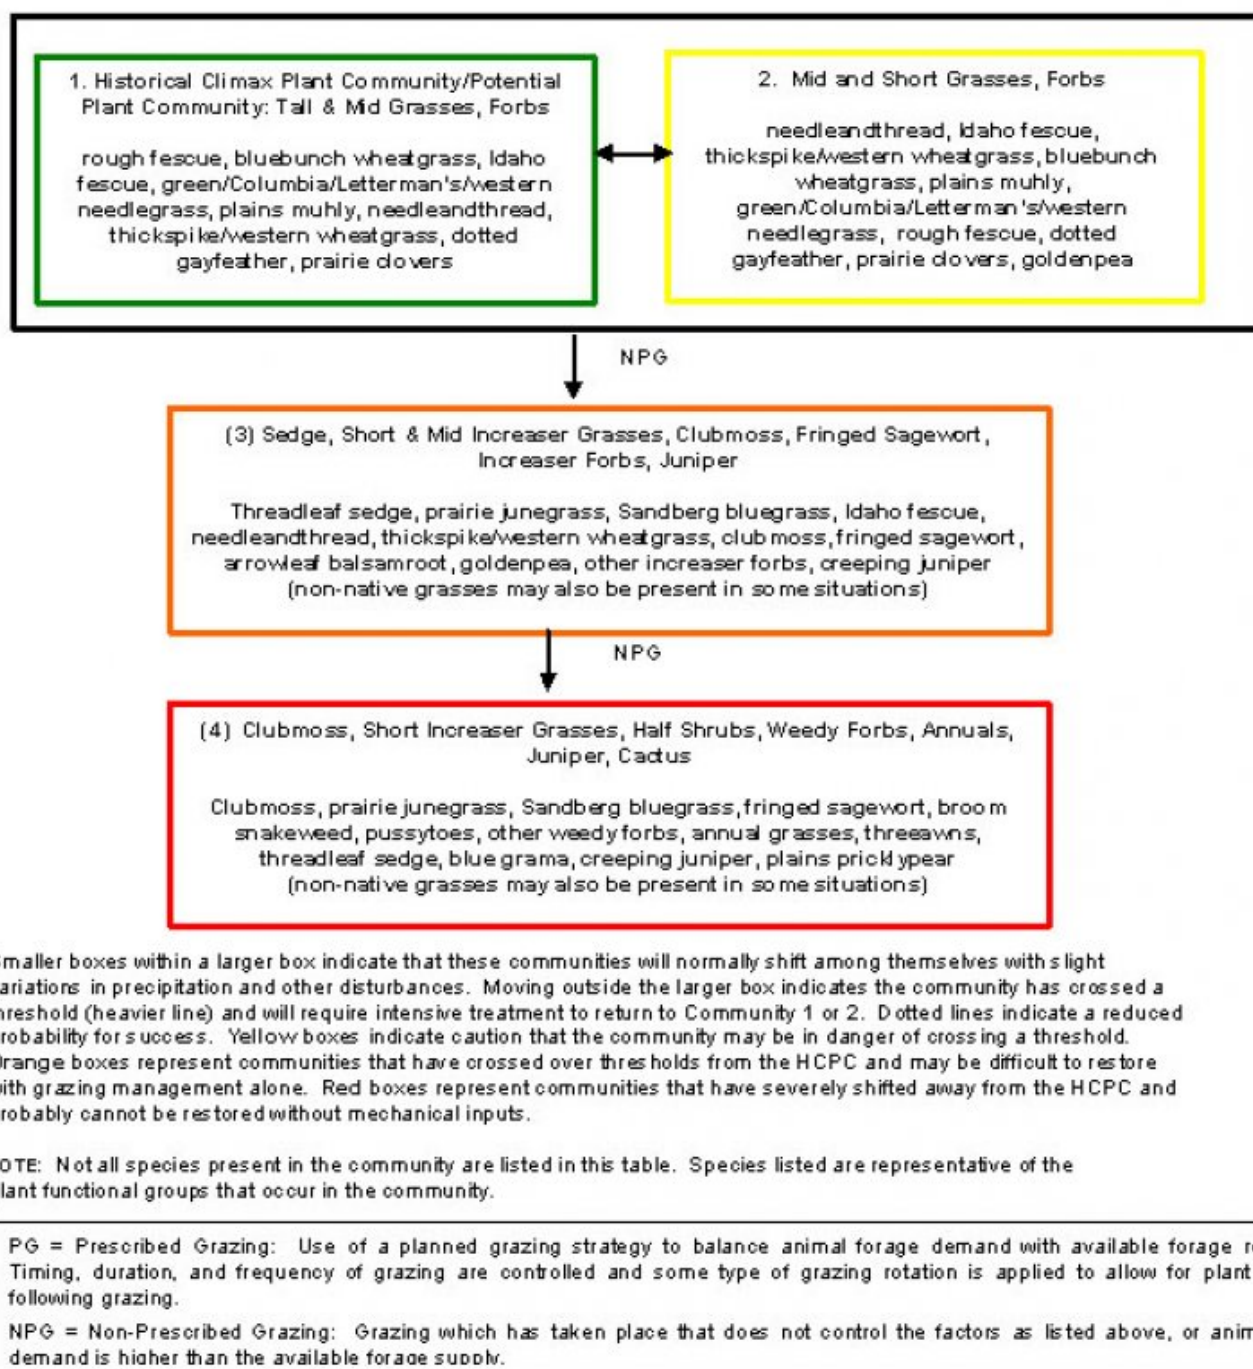 1. Historical Climax Plant Community/Potential
Plant Community: Tall & Mid Grasses, Forbs
rough fescue, bluebunch wheatgrass, Idaho
fescue, green/Columbia/Letterman's/western
needlegrass, plains muhly, needleandthread,
thickspike/western wheatgrass, dotted
gayfeather, prairie clovers
2. Mid and Short Grasses, Forbs
needleandthread, Idaho fescue,
thickspike/western wheatgrass, bluebunch
wheatgrass, plains muhly,
green/Columbia/Letterman's/western
needlegrass, rough fescue, dotted
gayfeather, prairie clovers, goldenpea
NPG
(3) Sedge, Short & Mid Increaser Grasses, Clubmoss, Fringed Sagewort,
Increaser Forbs, Juniper
Threadleaf sedge, prairie junegrass, Sandberg bluegrass, Idaho fescue,
needleandthread, thickspike/western wheatgrass, clubmoss, fringed sagewort,
arrowleaf balsamroot, goldenpea, other increaser forbs, creeping juniper
(non-native grasses may also be present in some situations)
NPG
(4) Clubmoss, Short Increaser Grasses, Half Shrubs, Weedy Forbs, Annuals,
Juniper, Cactus
Clubmoss, prairie junegrass, Sandberg bluegrass, fringed sagewort, broom
snakeweed, pussytoes, other weedy forbs, annual grasses, threeawns,
threadleaf sedge, blue grama, creeping juniper, plains pricklypear
(non-native grasses may also be present in some situations)
maller boxes within a larger box indicate that these communities will normally shift among themselves with slight
ariations in precipitation and other disturbances. Moving outside the larger box indicates the community has crossed a
hreshold (heavier line) and will require intensive treatment to return to Community 1 or 2. Dotted lines indicate a reduced
robability for success. Yellow boxes indicate caution that the community may be in danger of crossing a threshold.
range boxes represent communities that have crossed over thresholds from the HCPC and may be difficult to restore
ith grazing management alone. Red boxes represent communities that have severely shifted away from the HCPC and
robably cannot be restored without mechanical inputs.
OTE: Not all species present in the community are listed in this table. Species listed are representative of the
lant functional groups that occur in the community.
PG = Prescribed Grazing: Use of a planned grazing strategy to balance animal forage demand with available forage r
Timing, duration, and frequency of grazing are controlled and some type of grazing rotation is applied to allow for plant
following grazing.
NPG = Non-Prescribed Grazing: Grazing which has taken place that does not control the factors as listed above, or anim
demand is higher than the available forage supply.